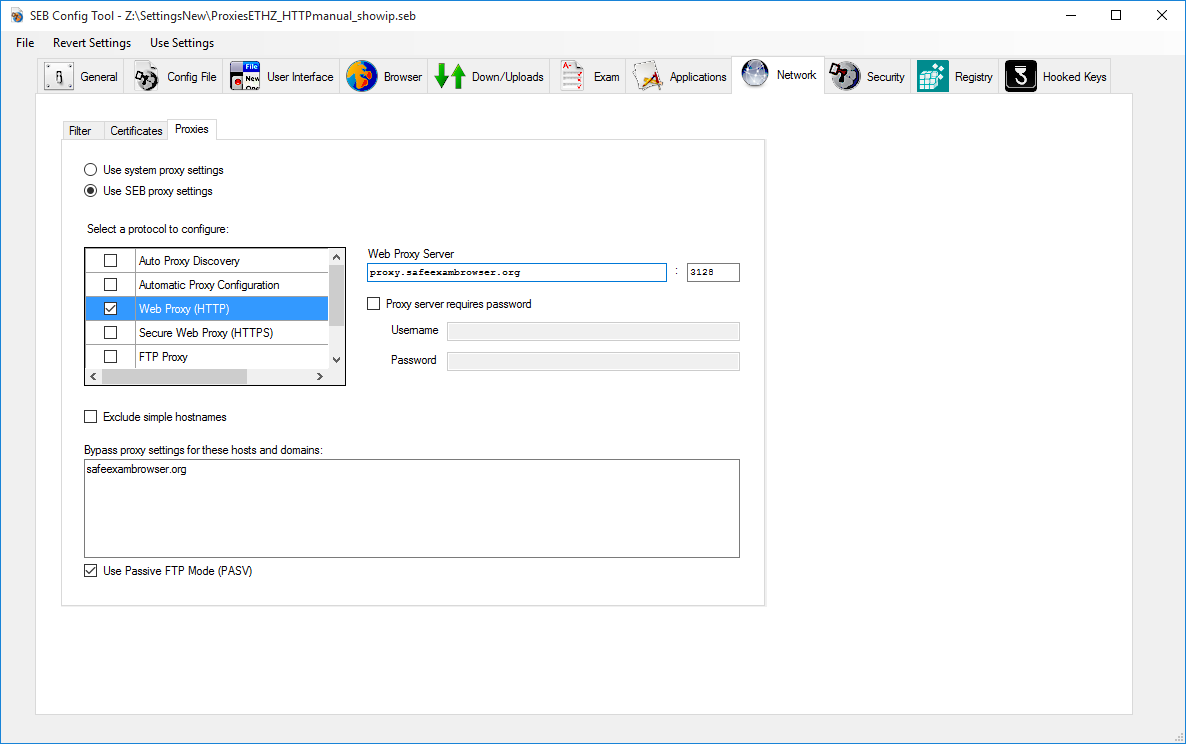 SEB Config Tool - Z:\SettingsNew\ProxiesETHZ_HTTPmanual_showip.seb
File Revert Settings Use Settings
General Config File File New User Interface Browser Down/Uploads A- Exam Applications Network Security Registry Hooked Keys
Filter Certificates Proxies
Use system proxy settings
Use SEB proxy settings
Select a protocol to configure:
Auto Proxy Discovery
Automatic Proxy Configuration
Web Proxy (HTTP)
Secure Web Proxy (HTTPS)
FTP Proxy
Web Proxy Server
proxy.safeexambrowser.org : 3128
Proxy server requires password
Username
Password
Exclude simple hostnames
Bypass proxy settings for these hosts and domains:
safeexambrowser.org
Use Passive FTP Mode (PASV)